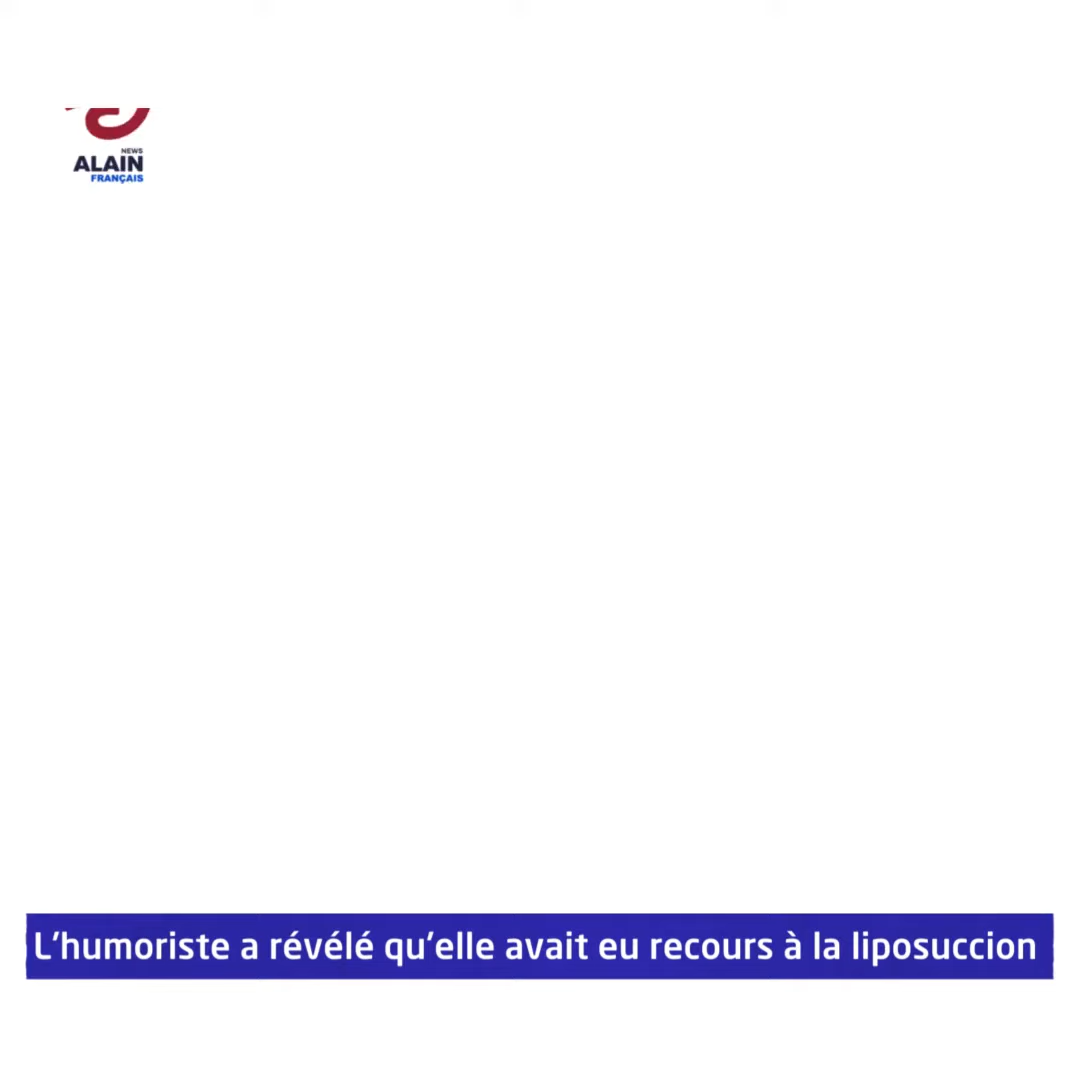 NEWS
ALAIN
FRANÇAIS
L'humoriste a révélé qu'elle avait eu recours à la liposuccion